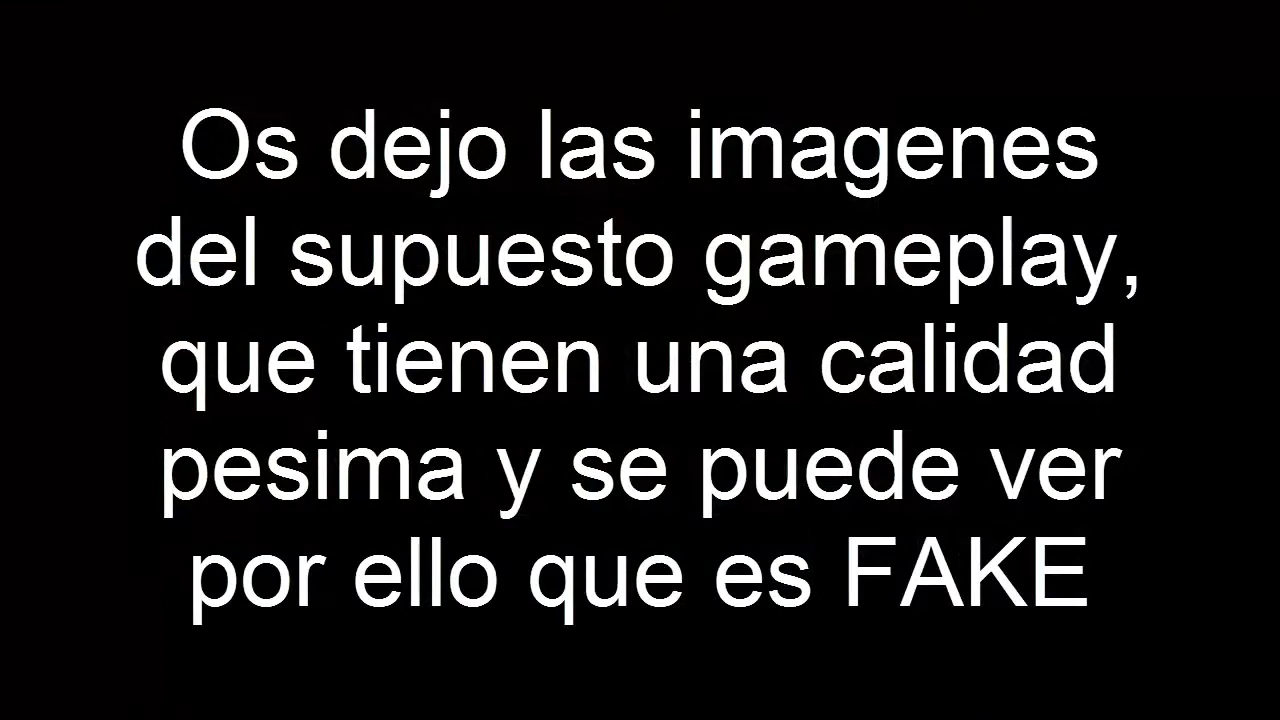 Os dejo las imagenes
del supuesto gameplay,
que tienen una calidad
pesima y se puede ver
por ello que es FAKE